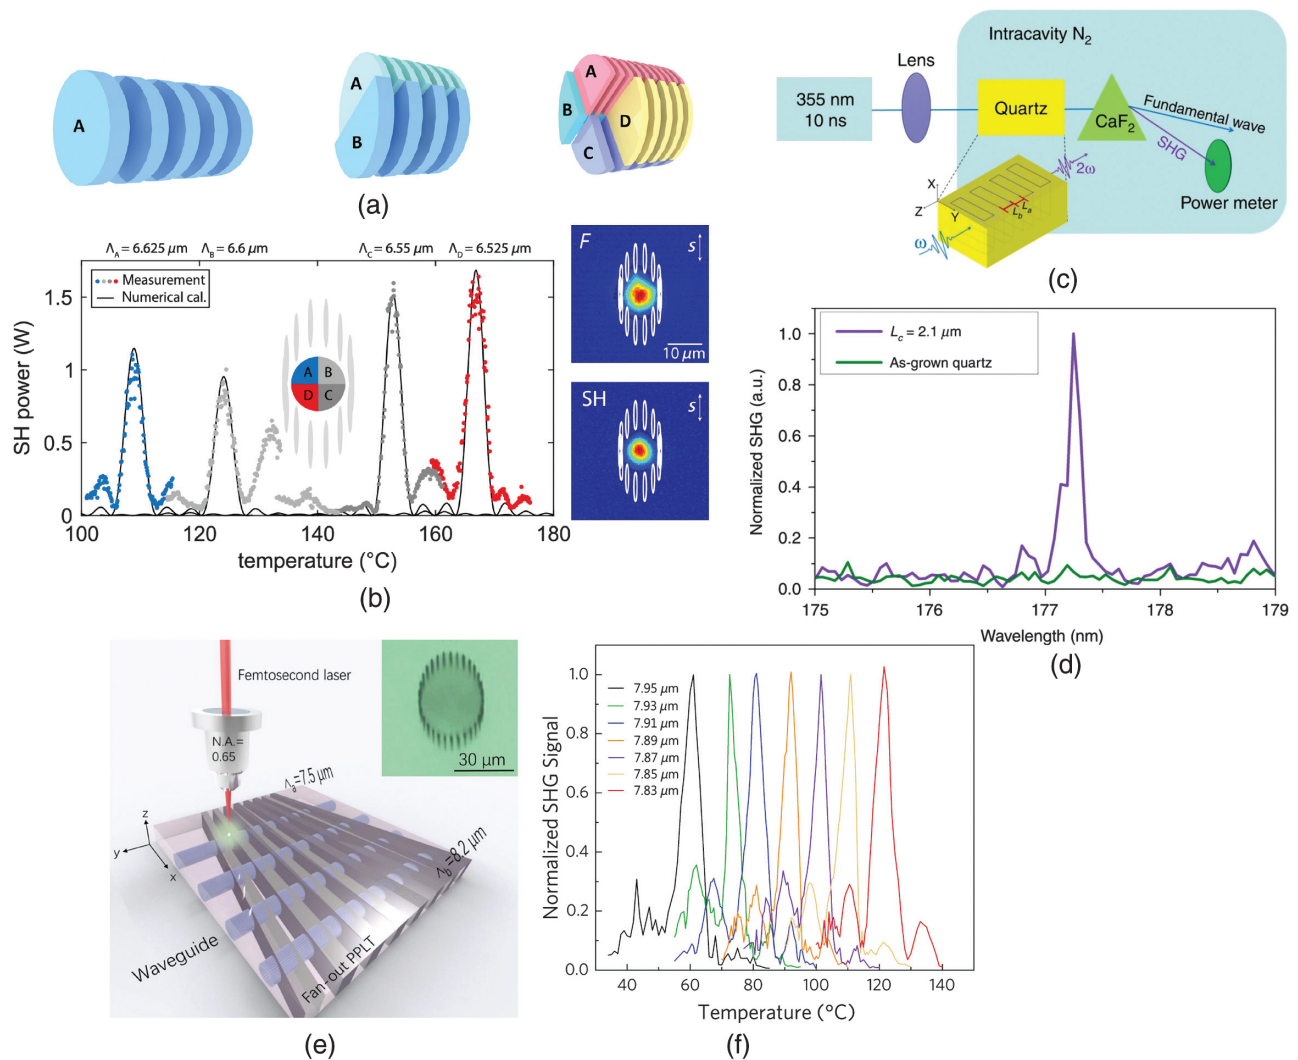 A
A
B
A
B
C
D
(a)
Λ_A = 6.625 µm Λ_B = 6.6 µm Λ_C = 6.55 µm Λ_D = 6.525 µm
Measurement
Numerical cal.
1.5
1
0.5
0
SH power (W)
A B
D C
100 120 140 160 180
temperature (°C)
F
s
10 µm
SH
s
(b)
Intracavity N₂
Lens
355 nm
10 ns
Quartz
CaF₂
Fundamental wave
SHG
Power meter
2ω
X
Z
Y
L_b
L_a
ω
(c)
L_c = 2.1 µm
As-grown quartz
1.0
0.8
0.6
0.4
0.2
0.0
Normalized SHG (a.u.)
175 176 177 178 179
Wavelength (nm)
(d)
Femtosecond laser
N.A.=
0.65
30 µm
Λ_a=7.5 µm
Λ_b=8.2 µm
z
y
x
Waveguide
Fan-out PPLT
(e)
7.95 µm
7.93 µm
7.91 µm
7.89 µm
7.87 µm
7.85 µm
7.83 µm
1.0
0.8
0.6
0.4
0.2
0.0
Normalized SHG Signal
40 60 80 100 120 140
Temperature (°C)
(f)